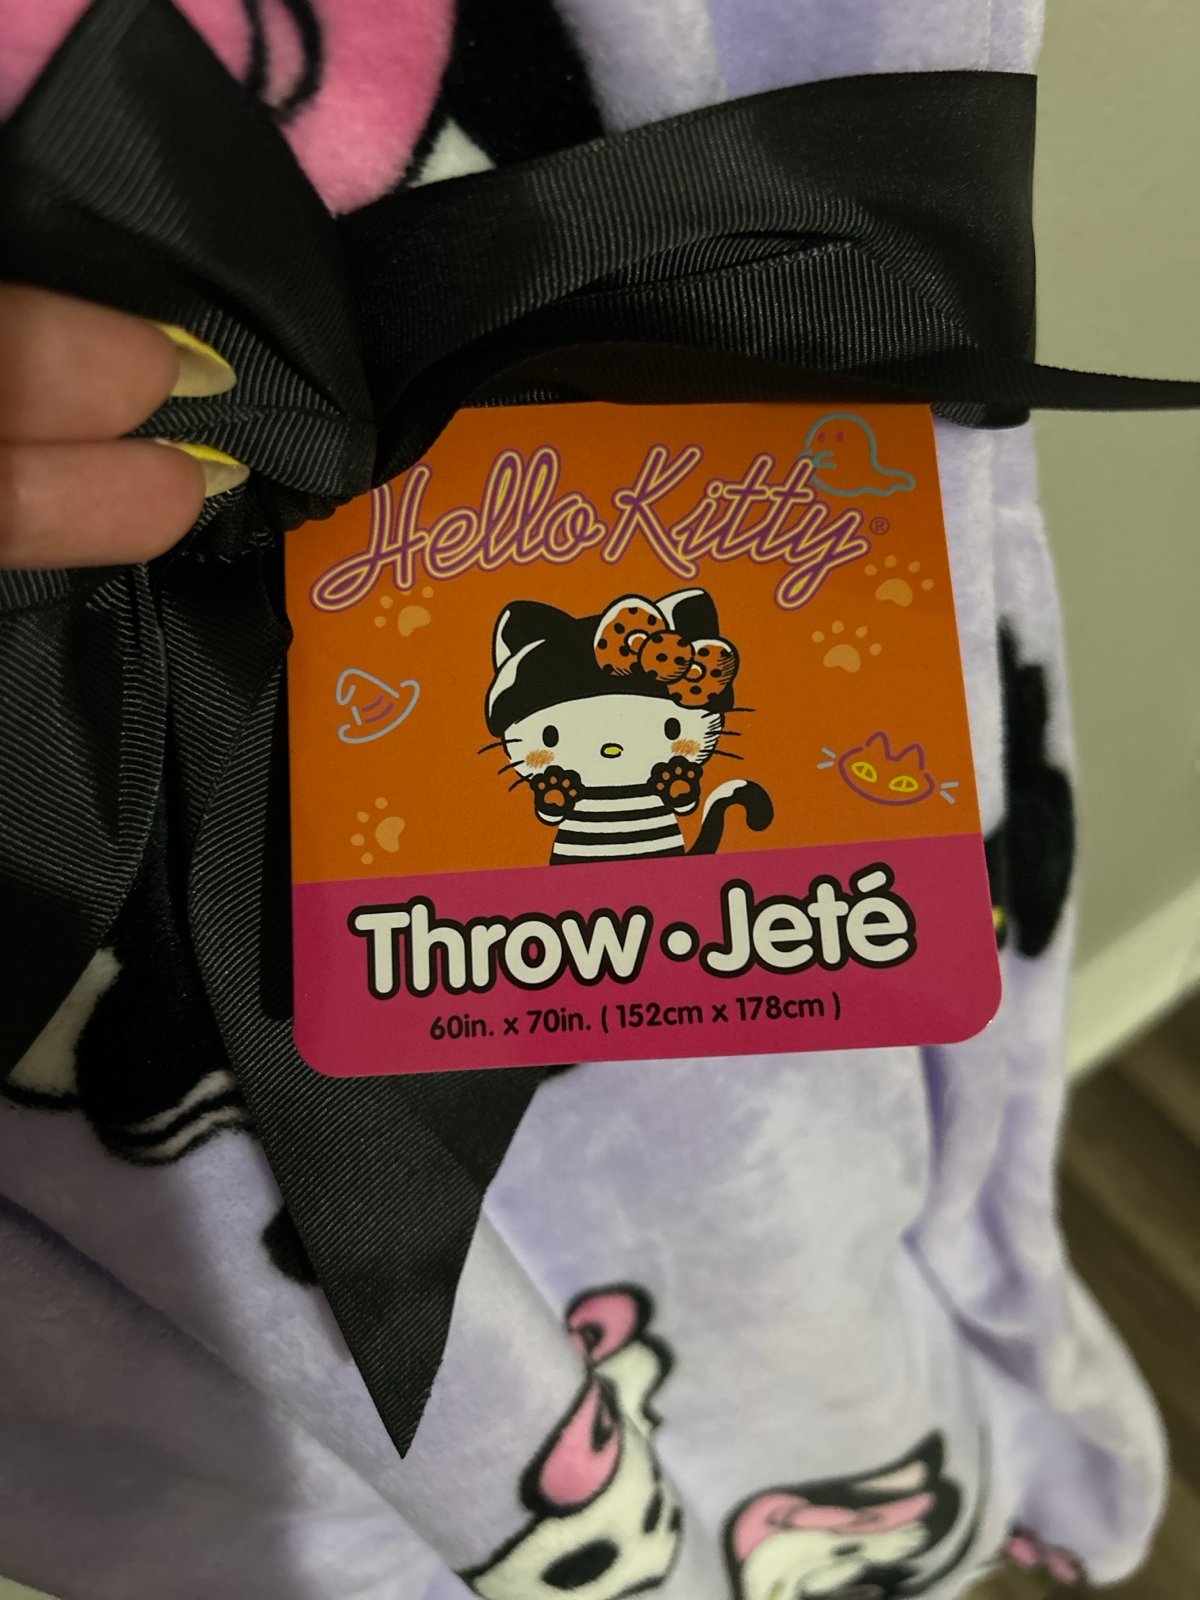 Hello Kitty®
Throw • Jeté
60in. x 70in. ( 152cm x 178cm )